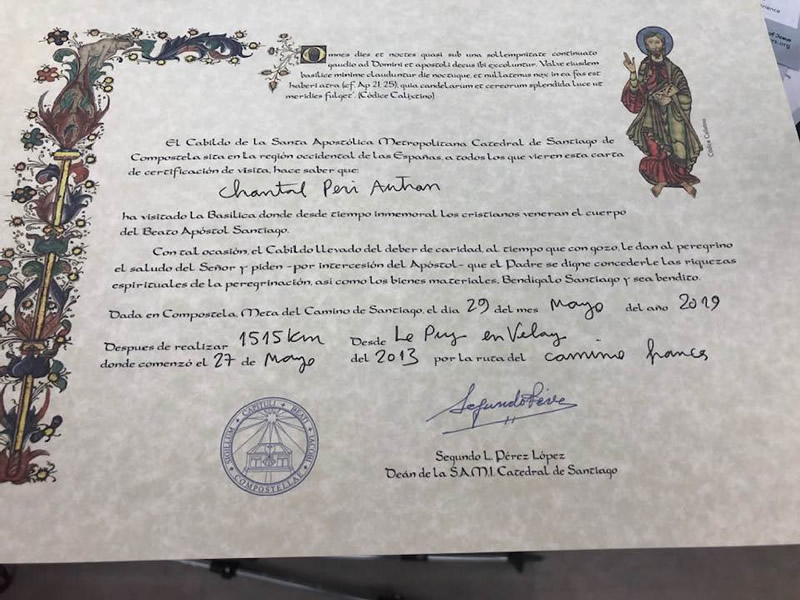 Omnes dies et noctes quasi sub una sollempnitate continuato
gaudio ad Domini et apostoli decus ibi excoluntur. Valve eiusdem
basilice minime clauduntur die noctuque, et nullatenus nox in ea fas est
haberi atra (cf. Ap 21, 25), quia candelarum et cereorum splendida luce ut
meridies fulget". (Códice Calixtino)
Códice Calixtino
El Cabildo de la Santa Apostólica Metropolitana Catedral de Santiago de
Compostela sita en la región occidental de las Españas, a todos los que vieren esta carta
de certificación de visita, hace saber que:
Chantal Peri Autran
ha visitado la Basílica donde desde tiempo inmemoral los cristianos veneran el cuerpo
del Beato Apóstol Santiago.
Con tal ocasión, el Cabildo llevado del deber de caridad, al tiempo que con gozo, le dan al peregrino
el saludo del Señor y piden -por intercesión del Apóstol- que el Padre se digne concederle las riquezas
espirituales de la peregrinación, así como los bienes materiales. Bendígalo Santiago y sea bendito.
Dada en Compostela, Meta del Camino de Santiago, el día 29 del mes Mayo del año 2019
Despues de realizar 1515 km Desde Le Puy en Velay
donde comenzó el 27 de Mayo del 2013 por la ruta del camino frances
SIGILLUM CAPITULI BEATI JACOBI COMPOSTELLAE
Segundo Pérez
Segundo L. Pérez López
Deán de la S.A.M.I. Catedral de Santiago